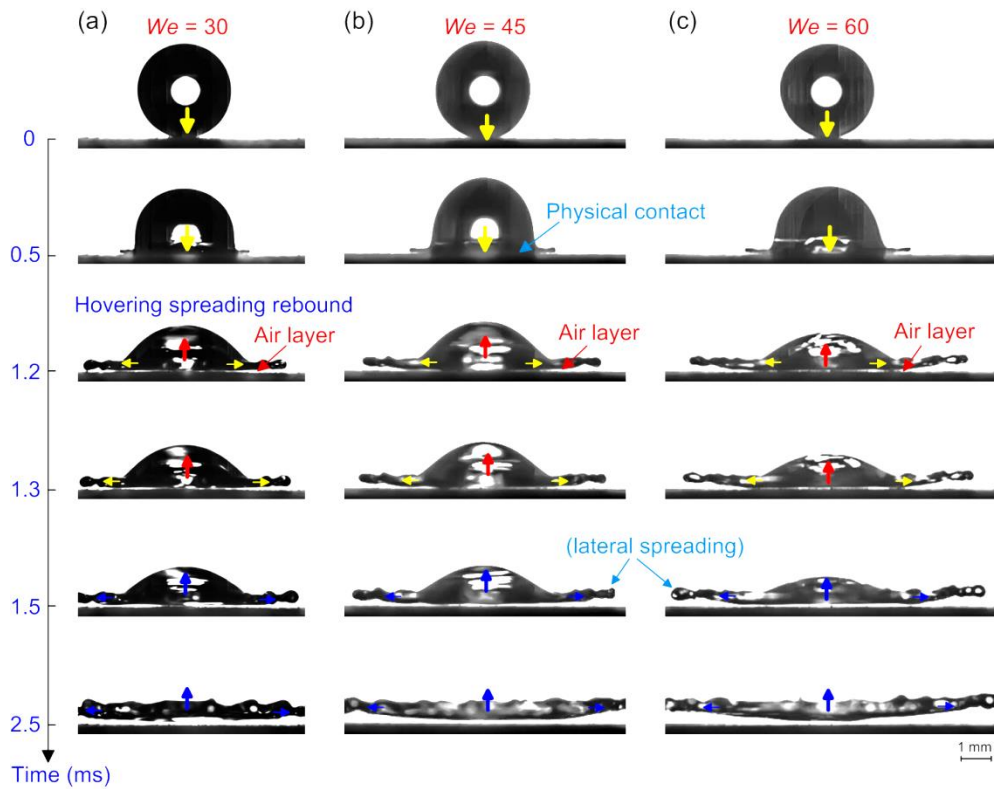 (a)
We = 30
(b)
We = 45
(c)
We = 60
0
Physical contact
0.5
Hovering spreading rebound
Air layer
Air layer
Air layer
1.2
1.3
(lateral spreading)
1.5
2.5
1 mm
Time (ms)